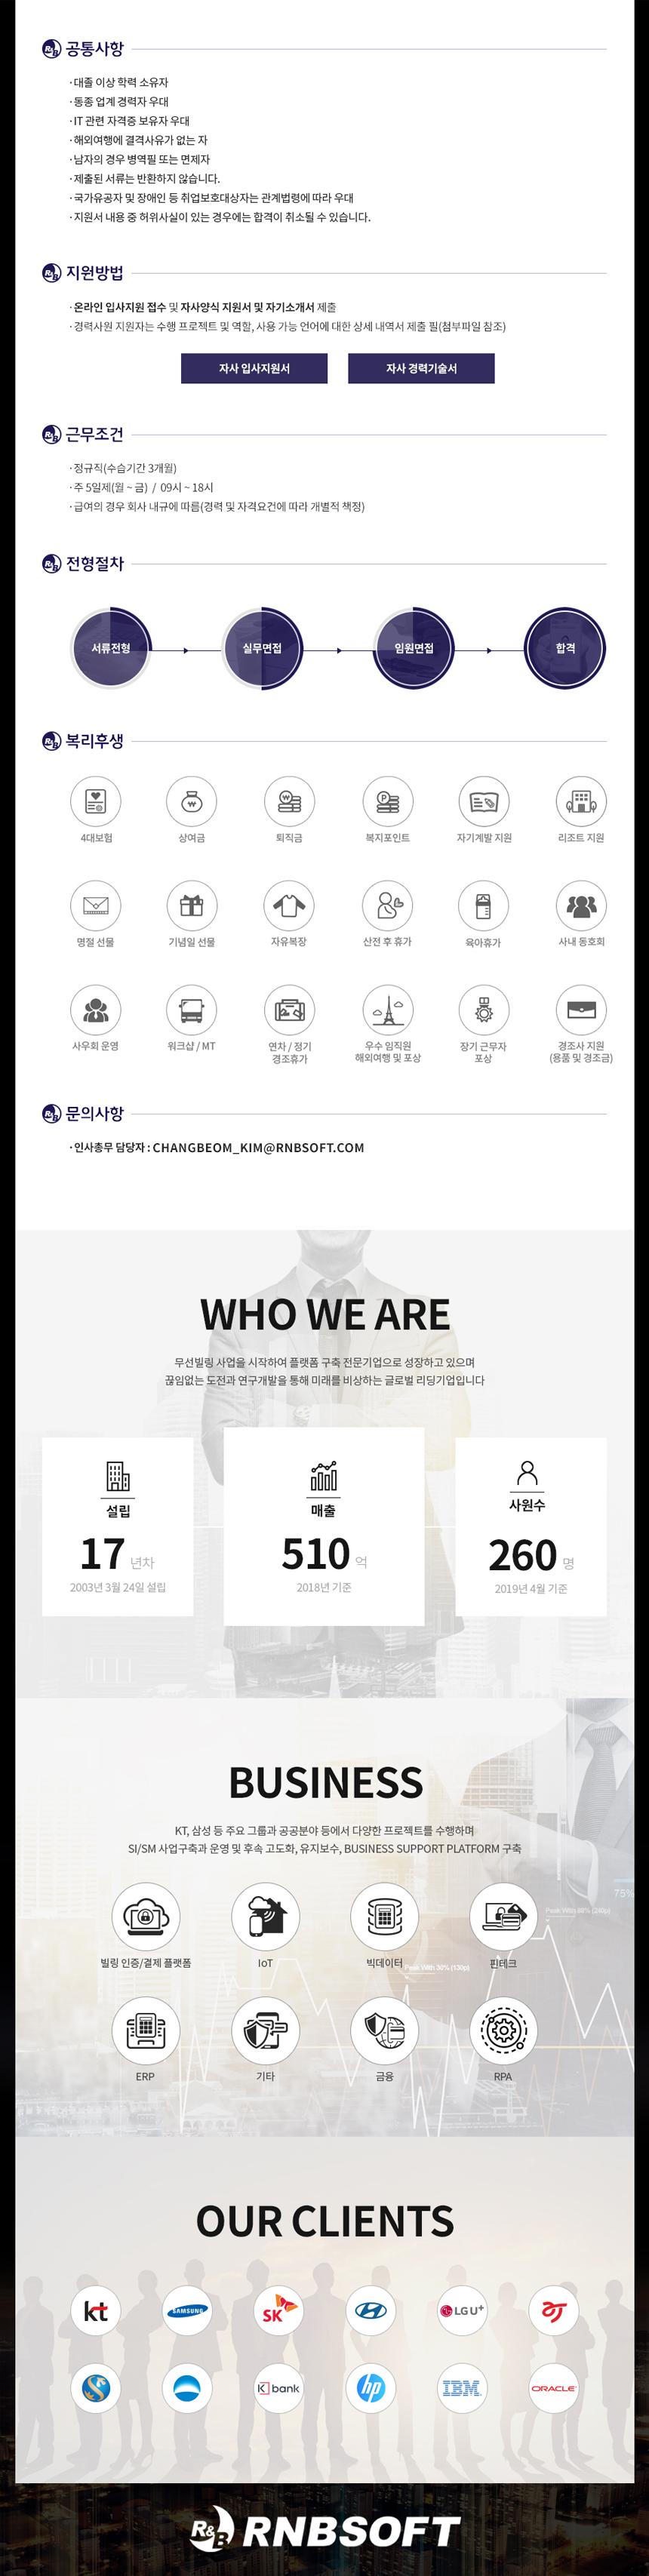 R&B 공통사항
·대졸 이상 학력 소유자
·동종 업계 경력자 우대
·IT 관련 자격증 보유자 우대
·해외여행에 결격사유가 없는 자
·남자의 경우 병역필 또는 면제자
·제출된 서류는 반환하지 않습니다.
·국가유공자 및 장애인 등 취업보호대상자는 관계법령에 따라 우대
·지원서 내용 중 허위사실이 있는 경우에는 합격이 취소될 수 있습니다.
R&B 지원방법
·온라인 입사지원 접수 및 자사양식 지원서 및 자기소개서 제출
·경력사원 지원자는 수행 프로젝트 및 역할, 사용 가능 언어에 대한 상세 내역서 제출 필(첨부파일 참조)
자사 입사지원서 자사 경력기술서
R&B 근무조건
·정규직(수습기간 3개월)
·주 5일제(월 ~ 금) / 09시 ~ 18시
·급여의 경우 회사 내규에 따름(경력 및 자격요건에 따라 개별적 책정)
R&B 전형절차
서류전형 실무면접 임원면접 합격
R&B 복리후생
4대보험 상여금 퇴직금 복지포인트 자기계발 지원 리조트 지원
명절 선물 기념일 선물 자유복장 산전 후 휴가 육아휴가 사내 동호회
사우회 운영 워크샵 / MT 연차 / 정기 우수 임직원 장기 근무자 경조사 지원
경조휴가 해외여행 및 포상 포상 (용품 및 경조금)
R&B 문의사항
·인사총무 담당자 : CHANGBEOM_KIM@RNBSOFT.COM
WHO WE ARE
무선빌링 사업을 시작하여 플랫폼 구축 전문기업으로 성장하고 있으며
끊임없는 도전과 연구개발을 통해 미래를 비상하는 글로벌 리딩기업입니다
설립 매출 사원수
17 년차 510 억 260 명
2003년 3월 24일 설립 2018년 기준 2019년 4월 기준
BUSINESS
KT, 삼성 등 주요 그룹과 공공분야 등에서 다양한 프로젝트를 수행하며
SI/SM 사업구축과 운영 및 후속 고도화, 유지보수, BUSINESS SUPPORT PLATFORM 구축
75%
빌링 인증/결제 플랫폼 IoT 빅데이터 핀테크
Peak With 30% (130p)
ERP 기타 금융 RPA
OUR CLIENTS
kt SAMSUNG SK LG U+
K bank hp IBM ORACLE
R&B RNBSOFT